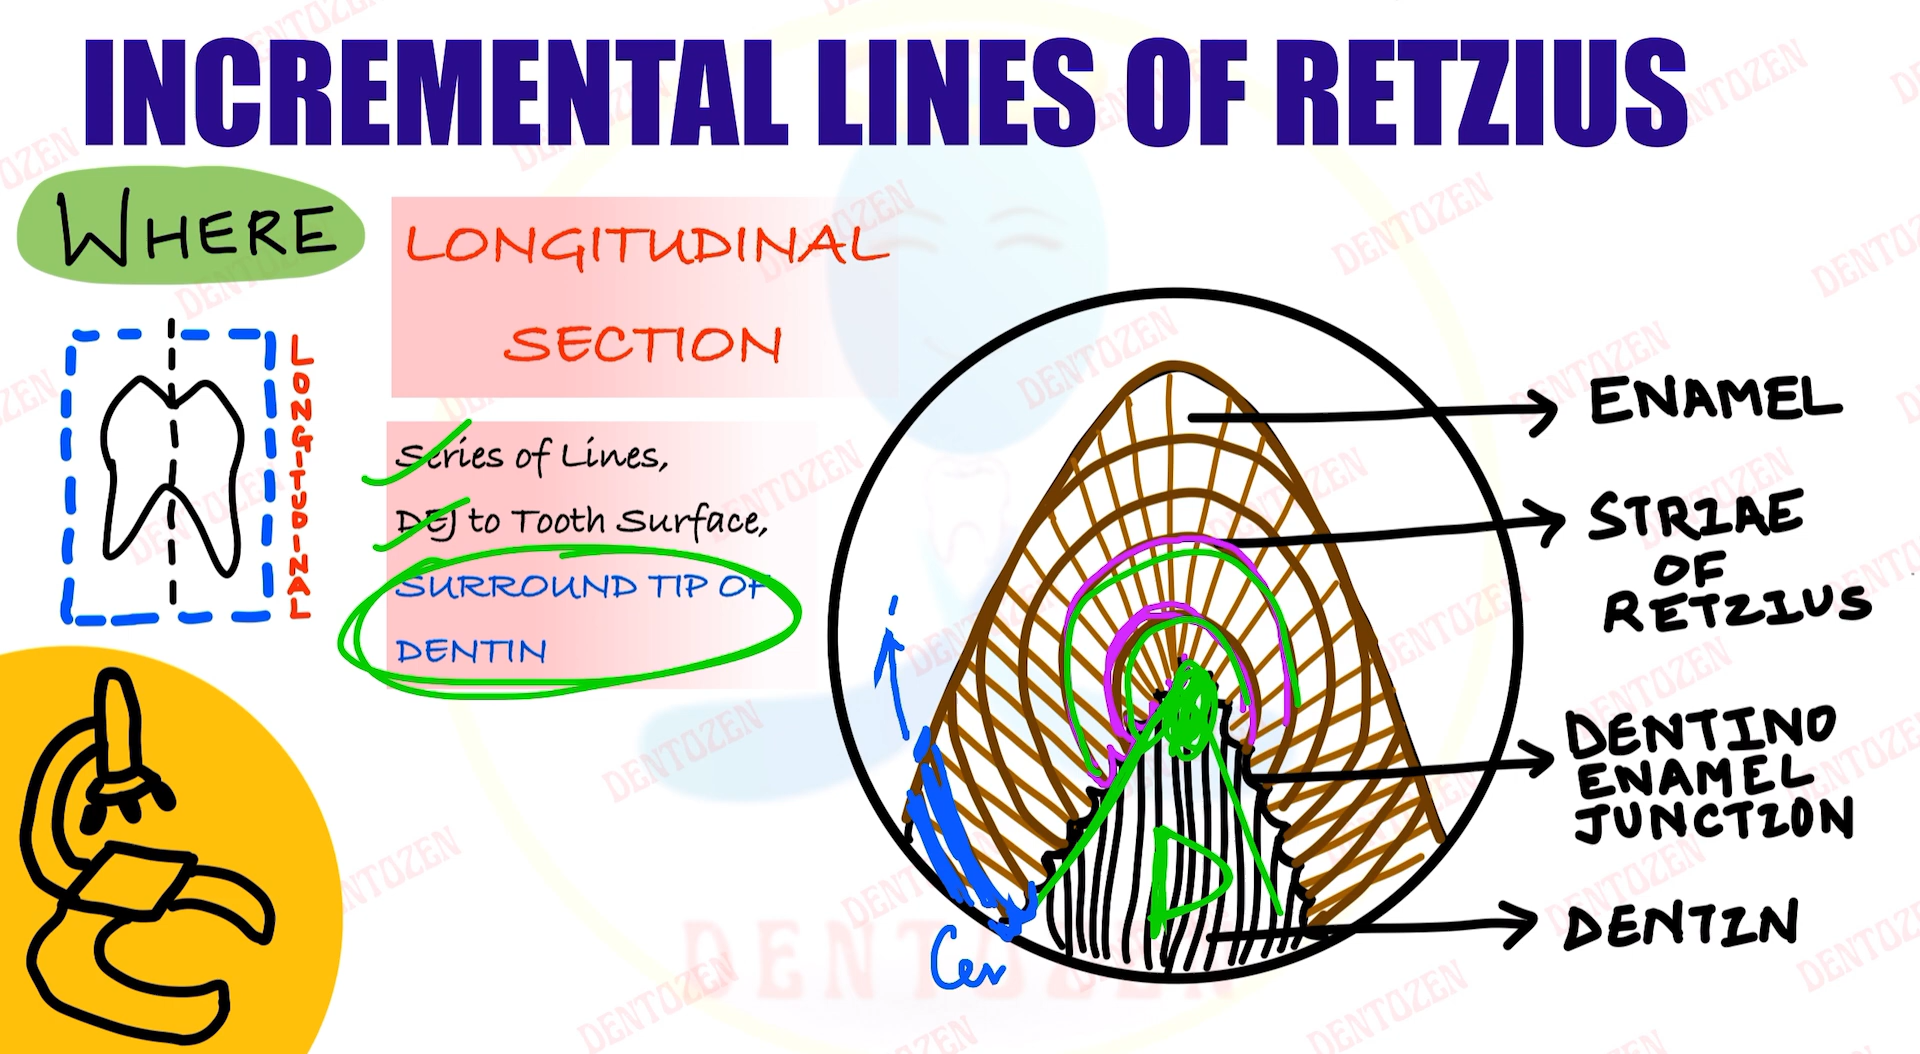 INCREMENTAL LINES OF RETZIUS
WHERE
LONGITUDINAL
SECTION
LONGITUDINAL
Series of Lines,
DEJ to Tooth Surface,
SURROUND TIP OF
DENTIN
ENAMEL
STRIAE
OF
RETZIUS
DENTINO
ENAMEL
JUNCTION
DENTIN
D
Cer
DENTOZEN